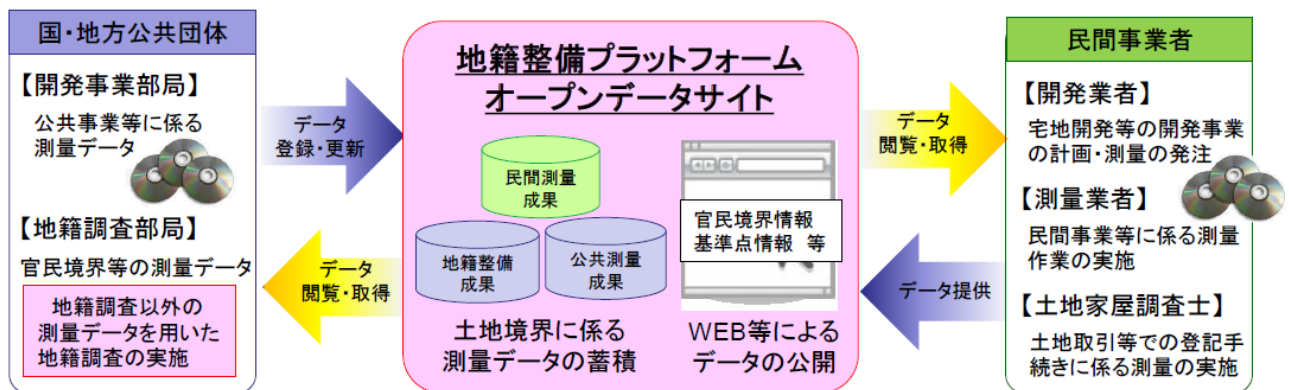 国・地方公共団体
【開発事業部局】
公共事業等に係る
測量データ
【地籍調査部局】
官民境界等の測量データ
地籍調査以外の
測量データを用いた
地籍調査の実施
データ
登録・更新
データ
閲覧・取得
地籍整備プラットフォーム
オープンデータサイト
民間測量
成果
地籍整備
成果
公共測量
成果
官民境界情報
基準点情報 等
土地境界に係る
測量データの蓄積
WEB等による
データの公開
データ
閲覧・取得
データ提供
民間事業者
【開発業者】
宅地開発等の開発事業
の計画・測量の発注
【測量業者】
民間事業等に係る測量
作業の実施
【土地家屋調査士】
土地取引等での登記手
続きに係る測量の実施